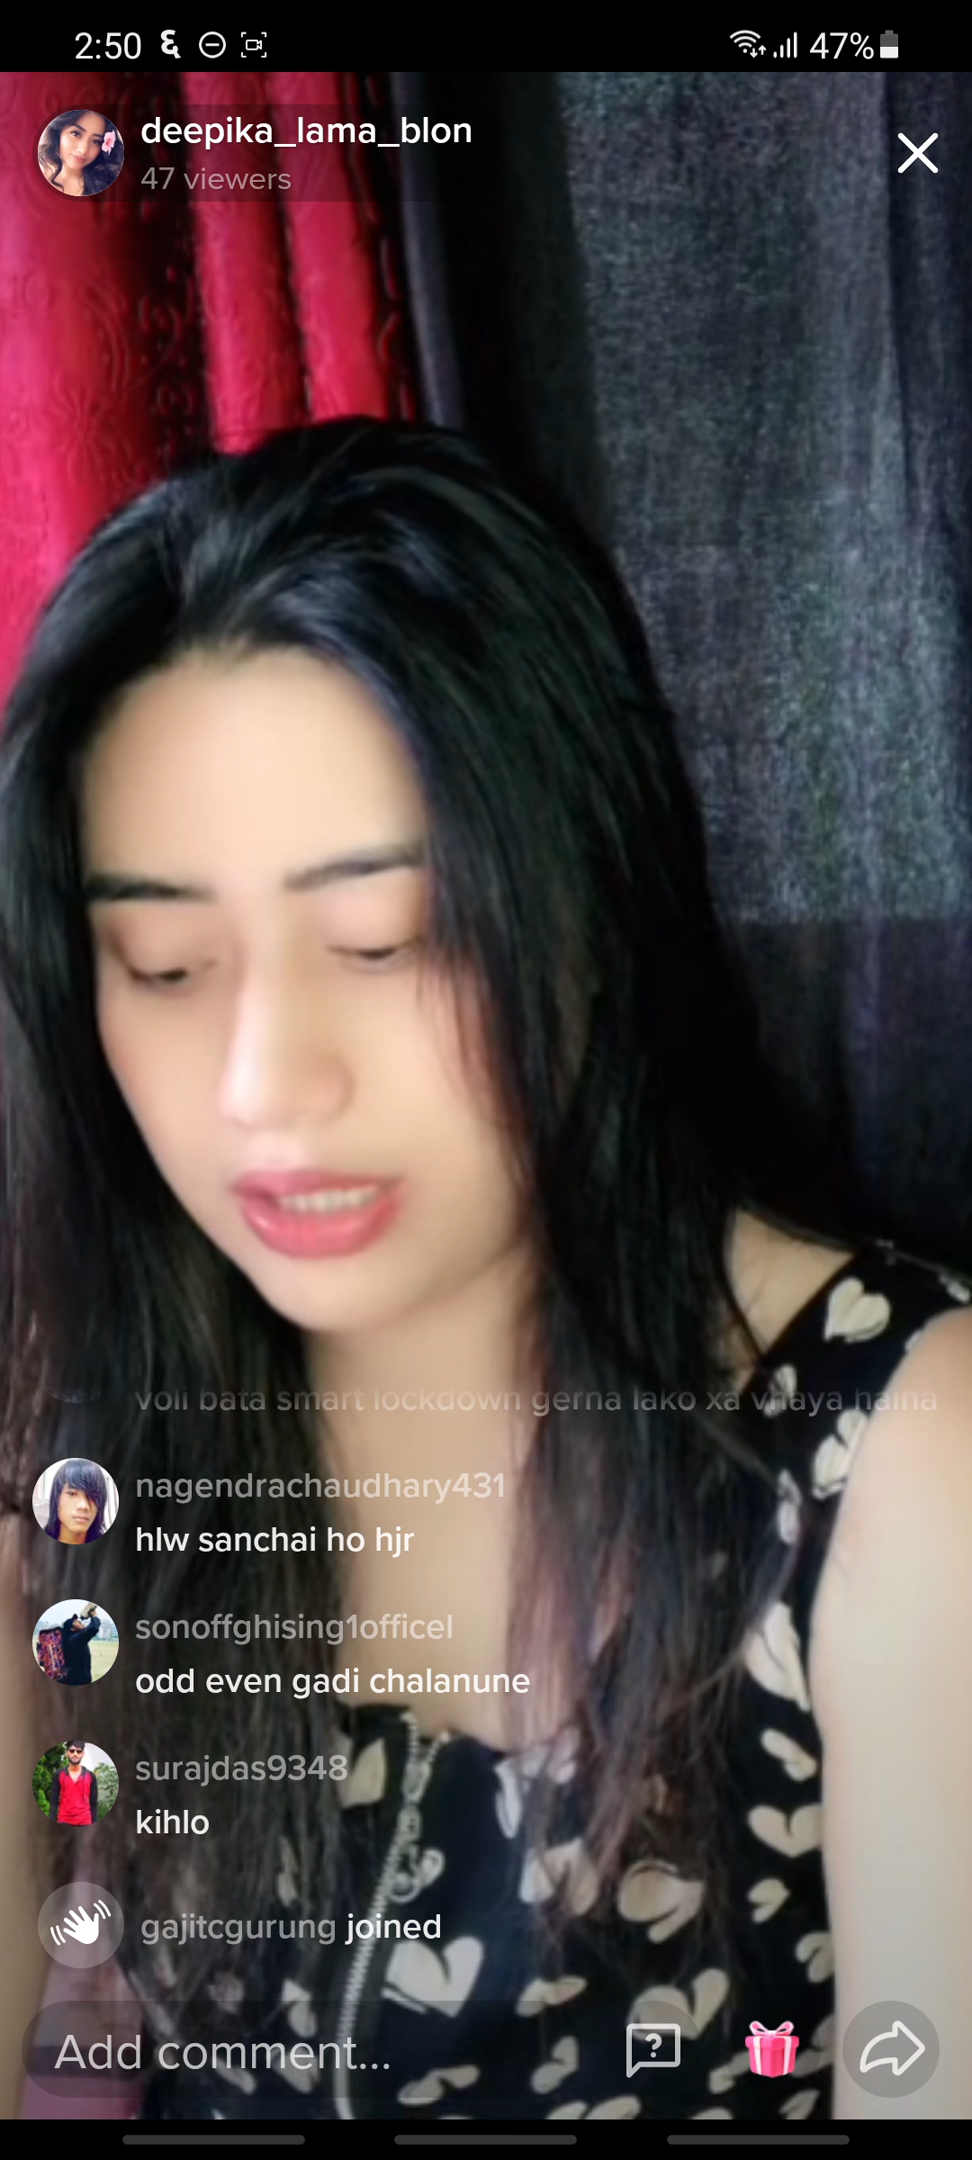 2:50
47%
deepika_lama_blon
47 viewers
voli bata smart lockdown gerna lako xa vhaya haina
nagendrachaudhary431
hlw sanchai ho hjr
sonoffghising1officel
odd even gadi chalanune
surajdas9348
kihlo
gajitcgurung joined
Add comment...